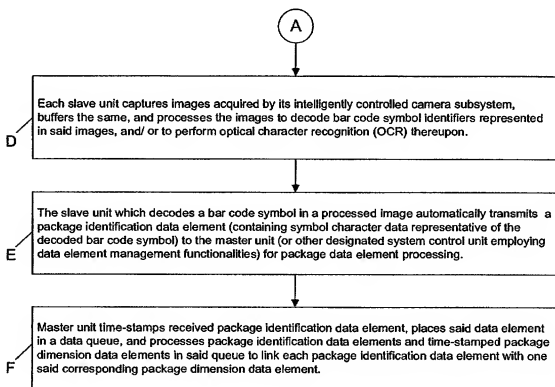 A
Each slave unit captures images acquired by its intelligently controlled camera subsystem,
buffers the same, and processes the images to decode bar code symbol identifiers represented
in said images, and/ or to perform optical character recognition (OCR) thereupon.
D
The slave unit which decodes a bar code symbol in a processed image automatically transmits a
package identification data element (containing symbol character data representative of the
decoded bar code symbol) to the master unit (or other designated system control unit employing
data element management functionalities) for package data element processing.
E
Master unit time-stamps received package identification data element, places said data element
in a data queue, and processes package identification data elements and time-stamped package
dimension data elements in said queue to link each package identification data element with one
said corresponding package dimension data element.
F